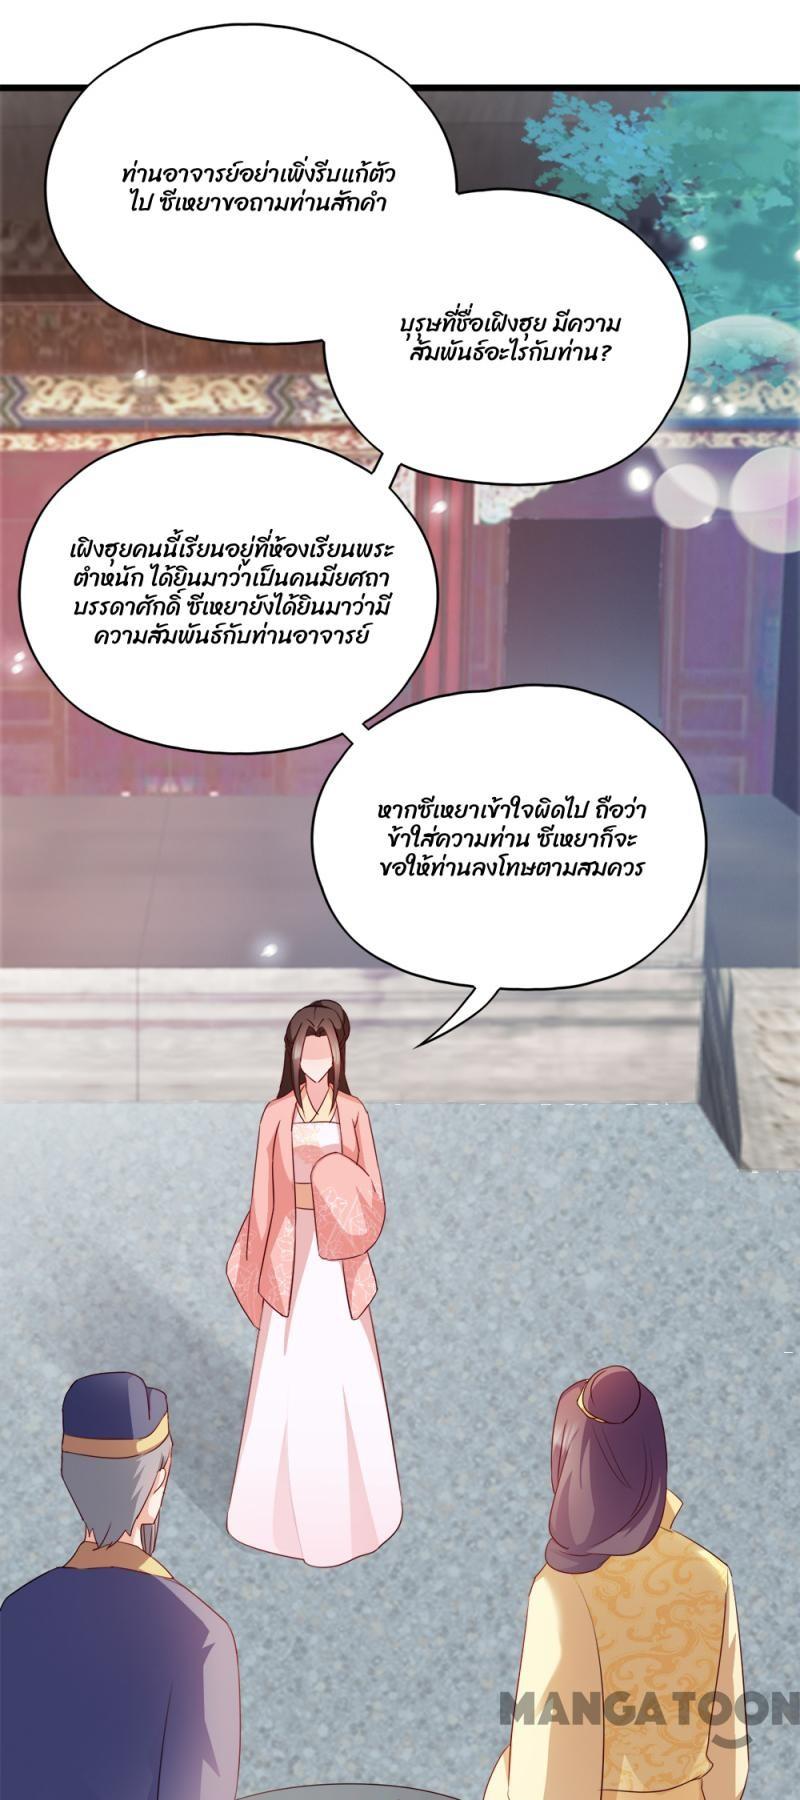 ท่านอาจารย์อย่าเพิ่งรีบแก้ตัว
ไป ซีเหยาขอถามท่านสักคำ
บุรุษที่ชื่อเฝิงฮุย มีความ
สัมพันธ์อะไรกับท่าน?
เฝิงฮุยคนนี้เรียนอยู่ที่ห้องเรียนพระ
ตำหนัก ได้ยินมาว่าเป็นคนมียศถา
บรรดาศักดิ์ ซีเหยายังได้ยินมาว่ามี
ความสัมพันธ์กับท่านอาจารย์
หากซีเหยาเข้าใจผิดไป ถือว่า
ข้าใส่ความท่าน ซีเหยาก็จะ
ขอให้ท่านลงโทษตามสมควร
MANGATOON